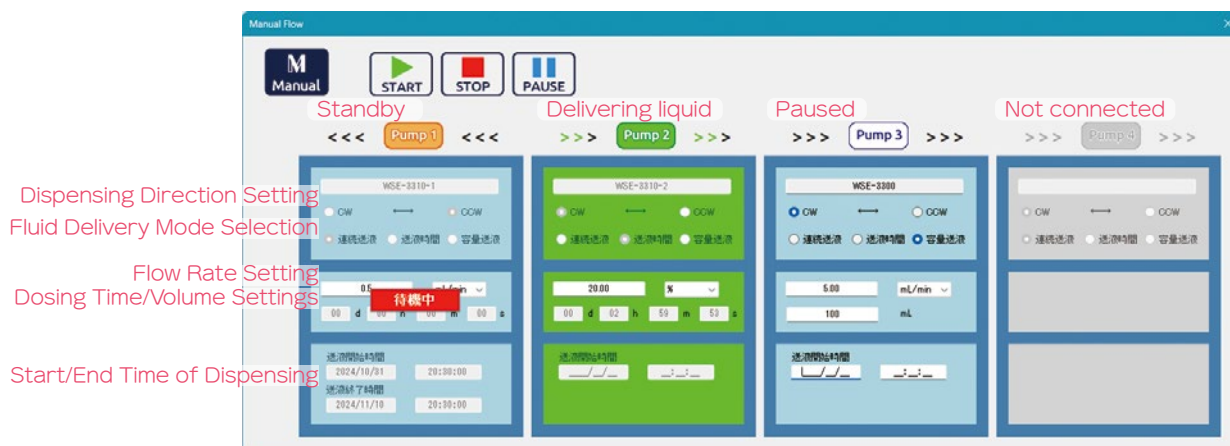 Manual Flow
M
Manual
START
STOP
PAUSE
Standby
Delivering liquid
Paused
Not connected
<<< Pump 1 <<<
>>> Pump 2 >>>
>>> Pump 3 >>>
>>> Pump 4 >>>
Dispensing Direction Setting
Fluid Delivery Mode Selection
Flow Rate Setting
Dosing Time/Volume Settings
Start/End Time of Dispensing
WSE-3310-1
CW ⟷ CCW
連続送液 送液時間 容量送液
0.5 mL/min
待機中
00 d 00 h 00 m 00 s
送液開始時間
2024/10/31 20:30:00
送液終了時間
2024/11/10 20:30:00
WSE-3310-2
CW ⟷ CCW
連続送液 送液時間 容量送液
20.00 %
00 d 02 h 59 m 53 s
送液開始時間
__/_/_ _:_:_
WSE-3300
CW ⟷ CCW
連続送液 送液時間 容量送液
5.00 mL/min
100 mL
送液開始時間
__/_/_ _:_:_
CW ⟷ CCW
連続送液 送液時間 容量送液